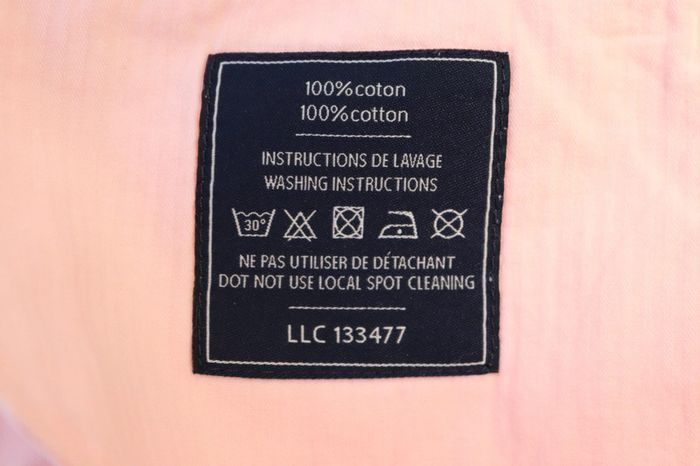 100%coton
100%cotton
INSTRUCTIONS DE LAVAGE
WASHING INSTRUCTIONS
30°
NE PAS UTILISER DE DÉTACHANT
DOT NOT USE LOCAL SPOT CLEANING
LLC 133477